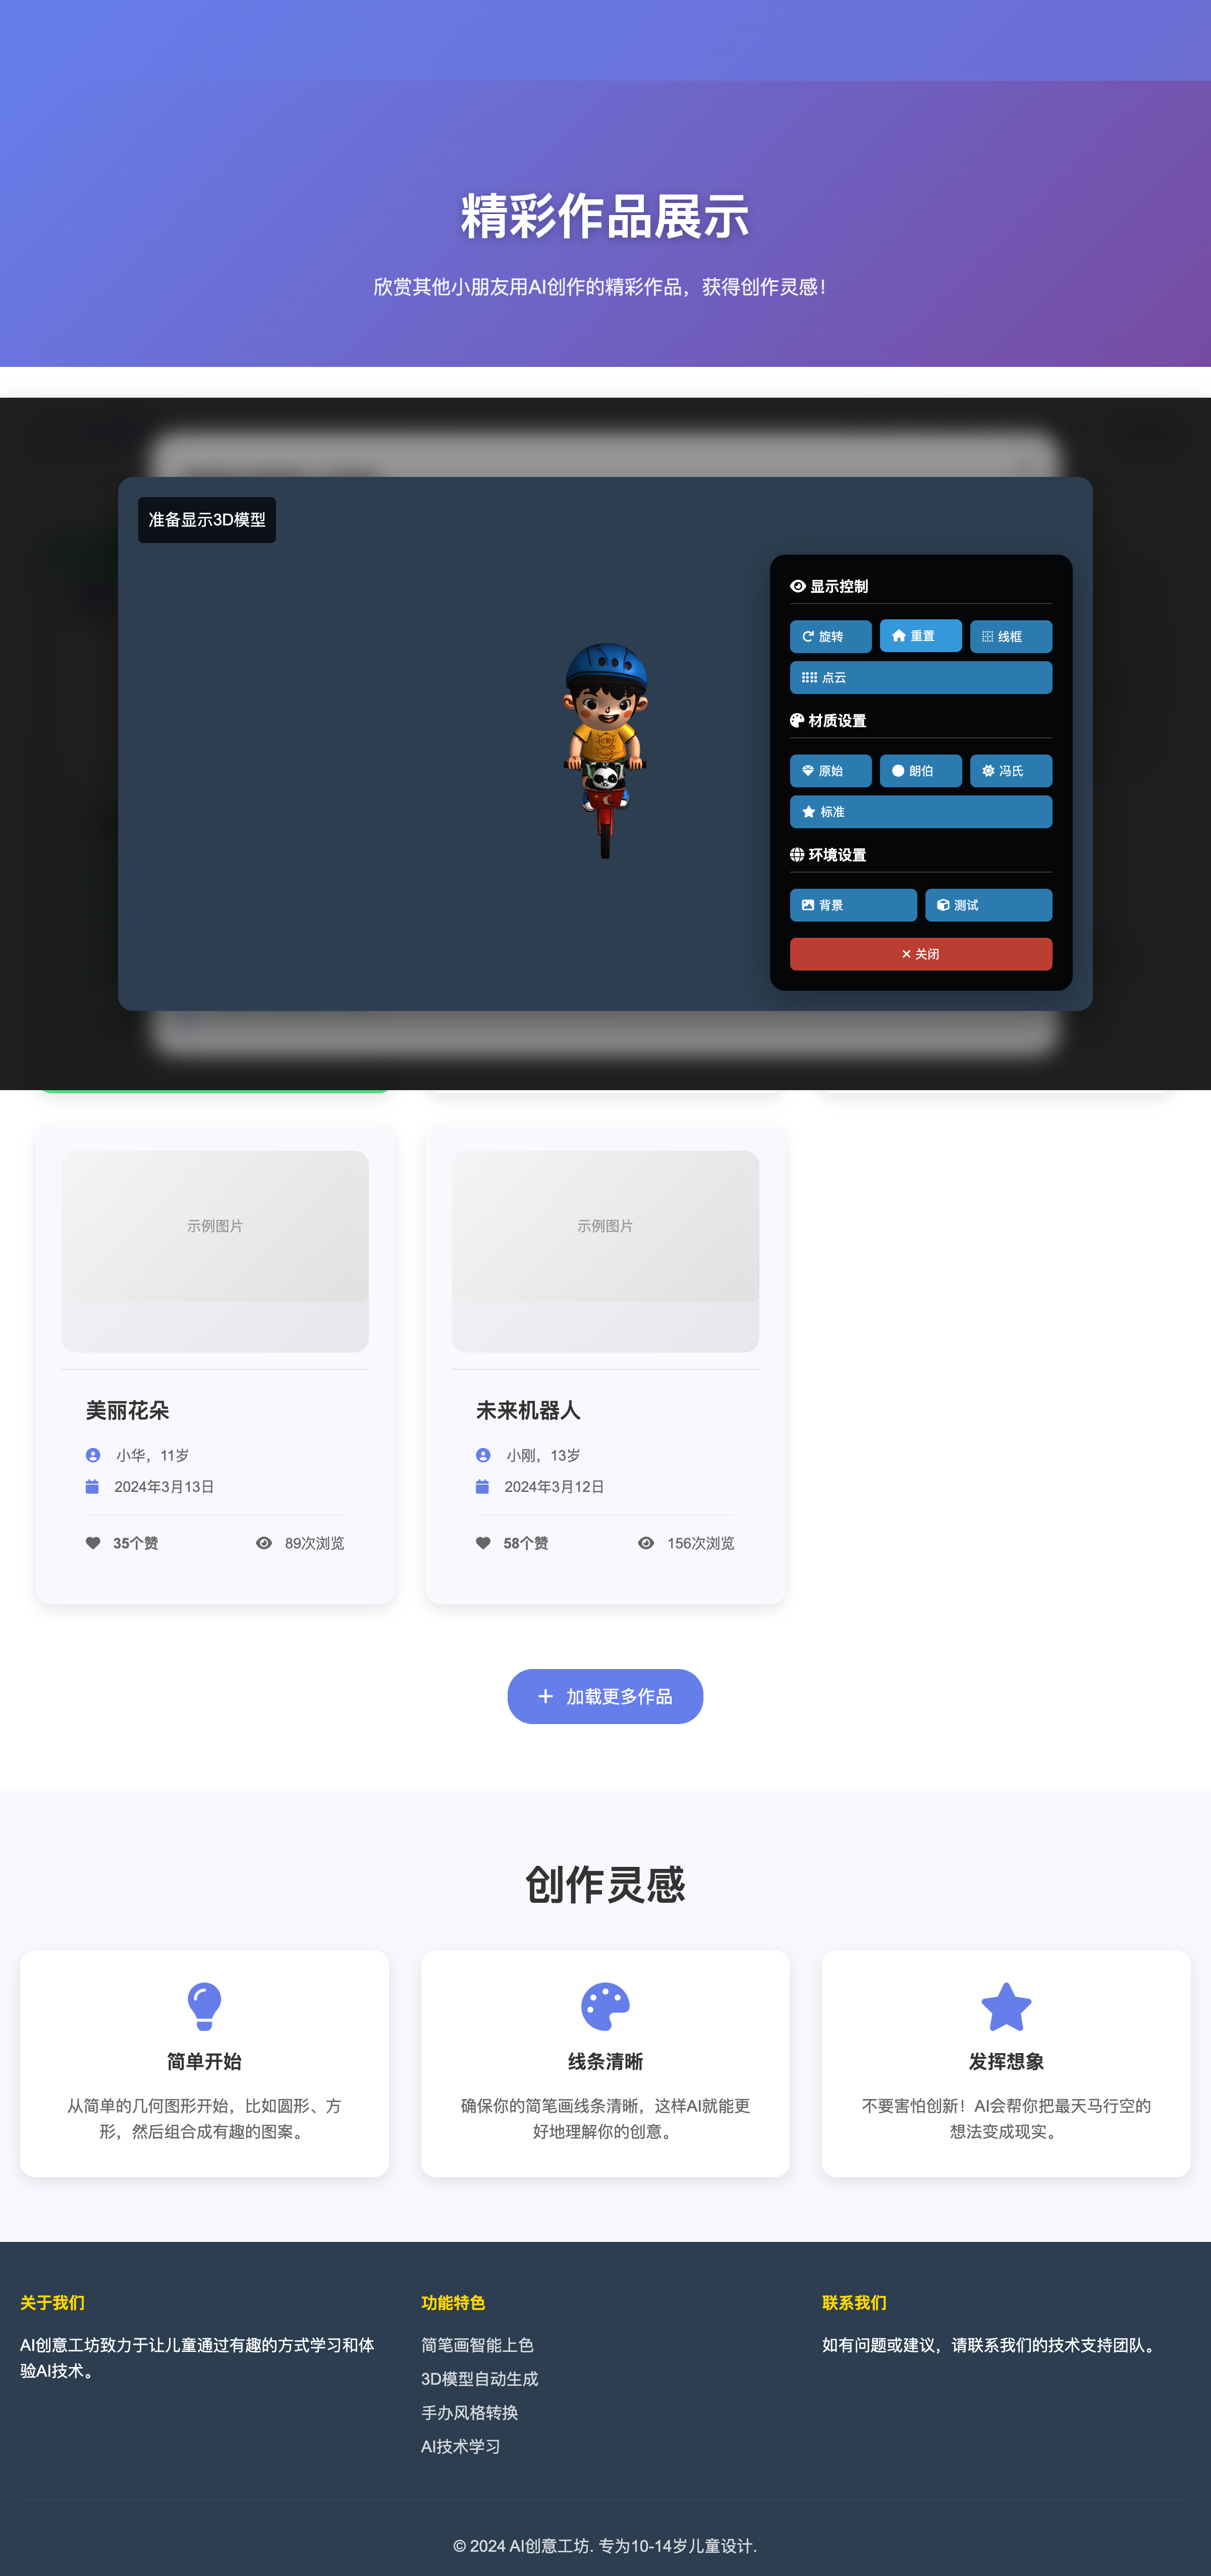 精彩作品展示
欣赏其他小朋友用AI创作的精彩作品，获得创作灵感！
准备显示3D模型
显示控制
旋转
重置
线框
点云
材质设置
原始
朗伯
冯氏
标准
环境设置
背景
测试
关闭
示例图片
美丽花朵
小华，11岁
2024年3月13日
35个赞
89次浏览
示例图片
未来机器人
小刚，13岁
2024年3月12日
58个赞
156次浏览
加载更多作品
创作灵感
简单开始
从简单的几何图形开始，比如圆形、方
形，然后组合成有趣的图案。
线条清晰
确保你的简笔画线条清晰，这样AI就能更
好地理解你的创意。
发挥想象
不要害怕创新！AI会帮你把最天马行空的
想法变成现实。
关于我们
AI创意工坊致力于让儿童通过有趣的方式学习和体
验AI技术。
功能特色
简笔画智能上色
3D模型自动生成
手办风格转换
AI技术学习
联系我们
如有问题或建议，请联系我们的技术支持团队。
© 2024 AI创意工坊. 专为10-14岁儿童设计.